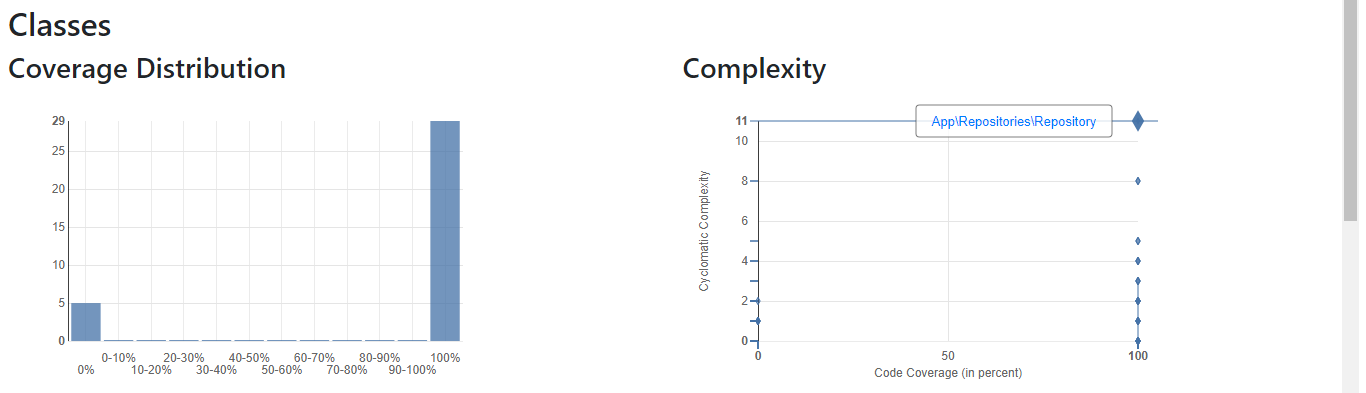 Classes
Coverage Distribution
29
25
20
15
10
5
0
0-10% 20-30% 40-50% 60-70% 80-90% 100%
0% 10-20% 30-40% 50-60% 70-80% 90-100%
Complexity
App\Repositories\Repository
11
10
8
6
4
2
0
Cyclomatic Complexity
0 50 100
Code Coverage (in percent)